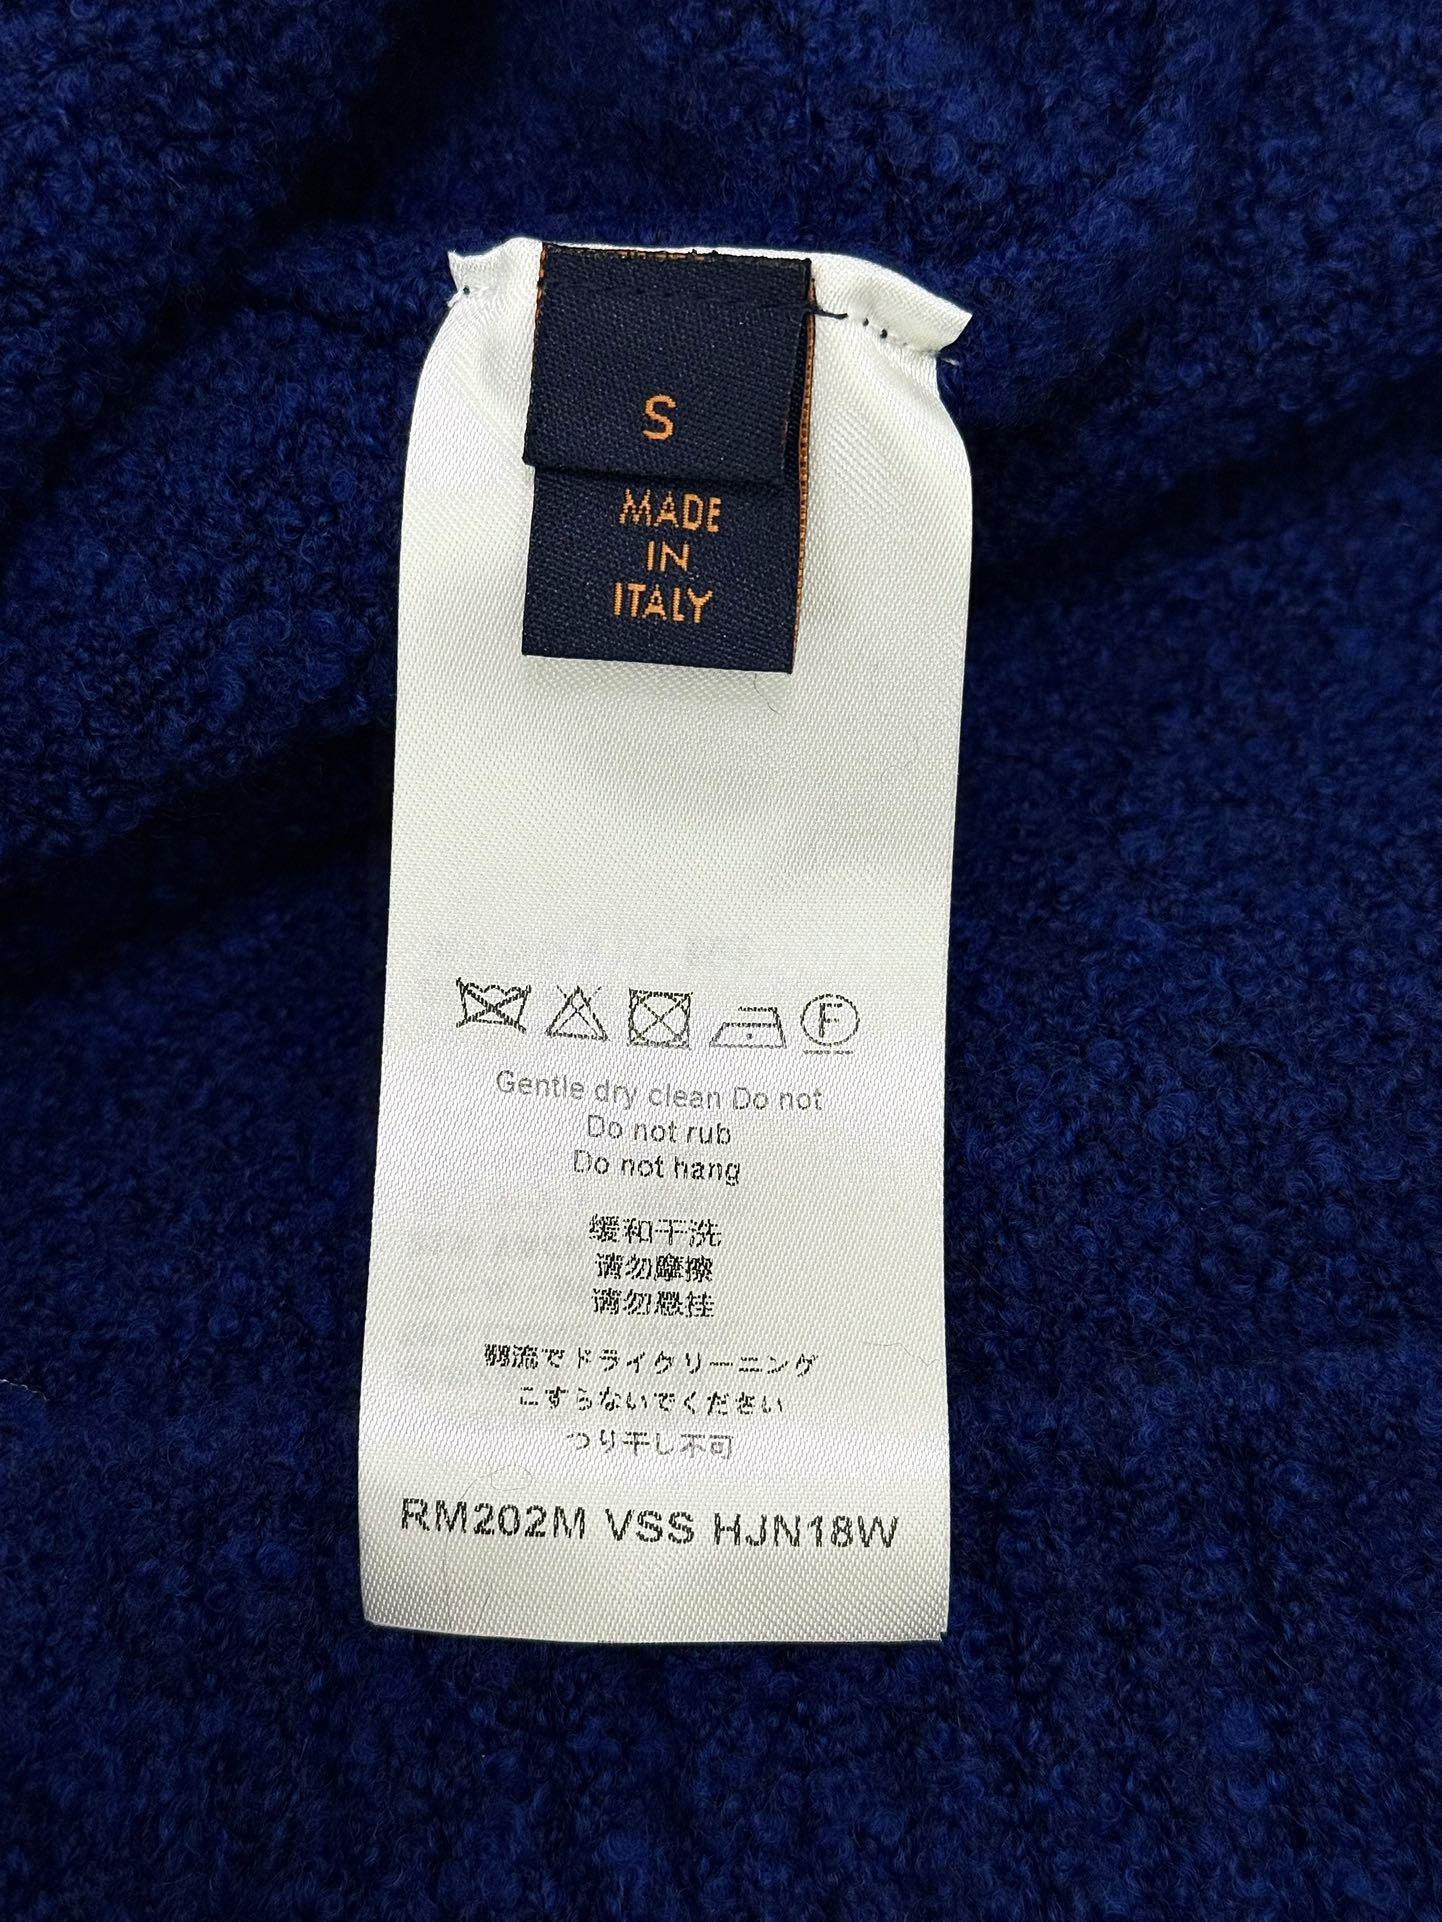 S
MADE
IN
ITALY
F
Gentle dry clean Do not
Do not rub
Do not hang
缓和干洗
请勿摩擦
请勿悬挂
弱流でドライクリーニング
こすらないでください
つり干し不可
RM202M VSS HJN18W